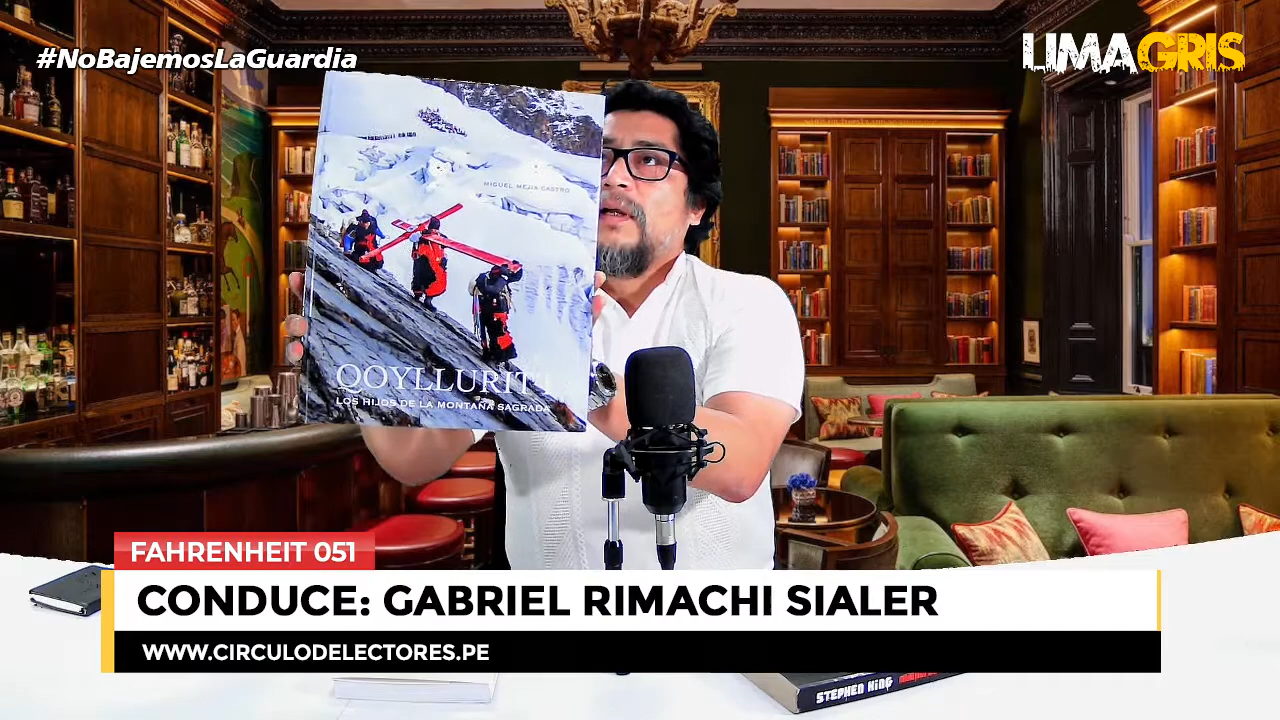 #NoBajemosLaGuardia
LIMAGRIS
MIGUEL MEJÍA CASTRO
QOYLLURIT
LOS HIJOS DE LA MONTAÑA SAGRADA
FAHRENHEIT 051
CONDUCE: GABRIEL RIMACHI SIALER
WWW.CIRCULODELECTORES.PE
STEPHEN KING